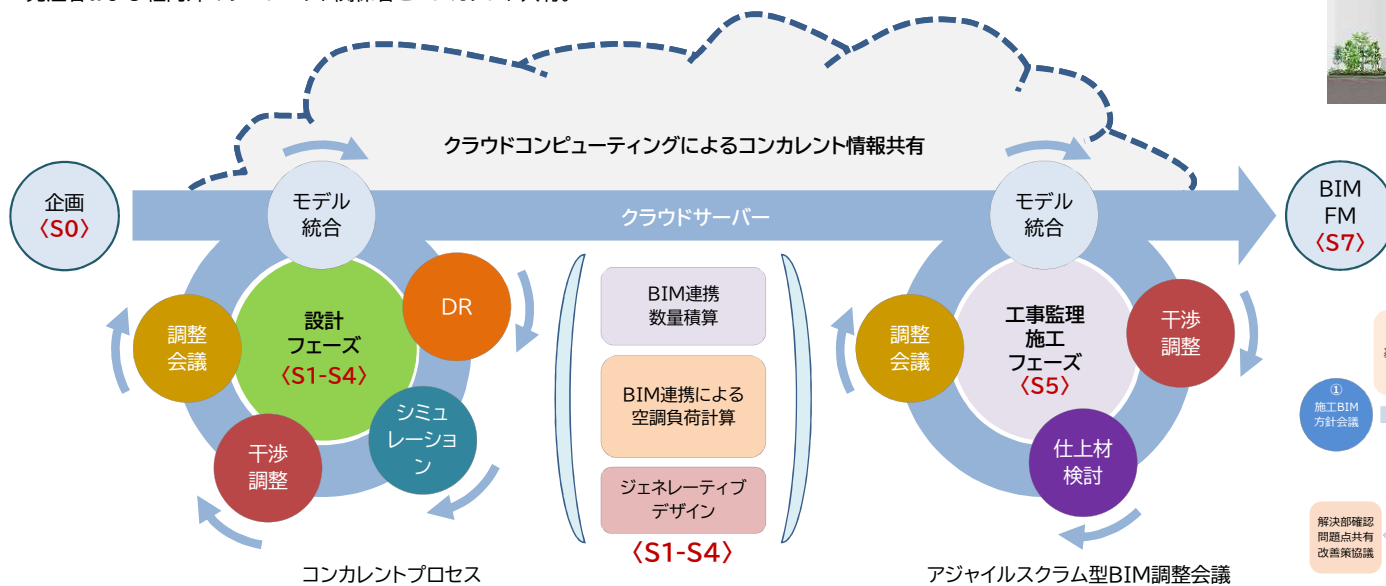 クラウドコンピューティングによるコンカレント情報共有
企画
〈S0〉
モデル
統合
クラウドサーバー
モデル
統合
BIM
FM
〈S7〉
調整
会議
設計
フェーズ
〈S1-S4〉
DR
シミュ
レーショ
ン
干渉
調整
コンカレントプロセス
BIM連携
数量積算
BIM連携による
空調負荷計算
ジェネレーティブ
デザイン
〈S1-S4〉
調整
会議
工事監理
施工
フェーズ
〈S5〉
干渉
調整
仕上材
検討
アジャイルスクラム型BIM調整会議
①
施工BIM
方針会議
解決部確認
問題点共有
改善策協議